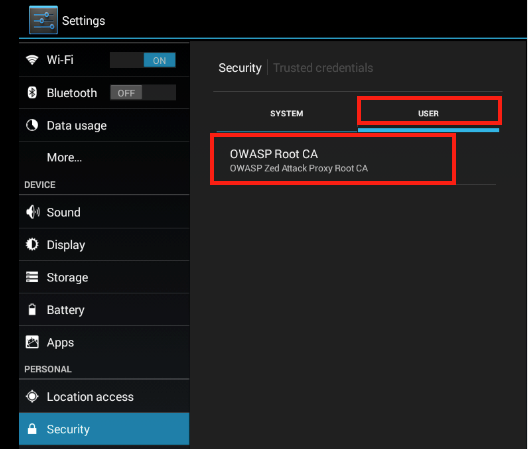 Settings
Wi-Fi ON
Bluetooth OFF
Data usage
More...
DEVICE
Sound
Display
Storage
Battery
Apps
PERSONAL
Location access
Security
Security Trusted credentials
SYSTEM USER
OWASP Root CA
OWASP Zed Attack Proxy Root CA